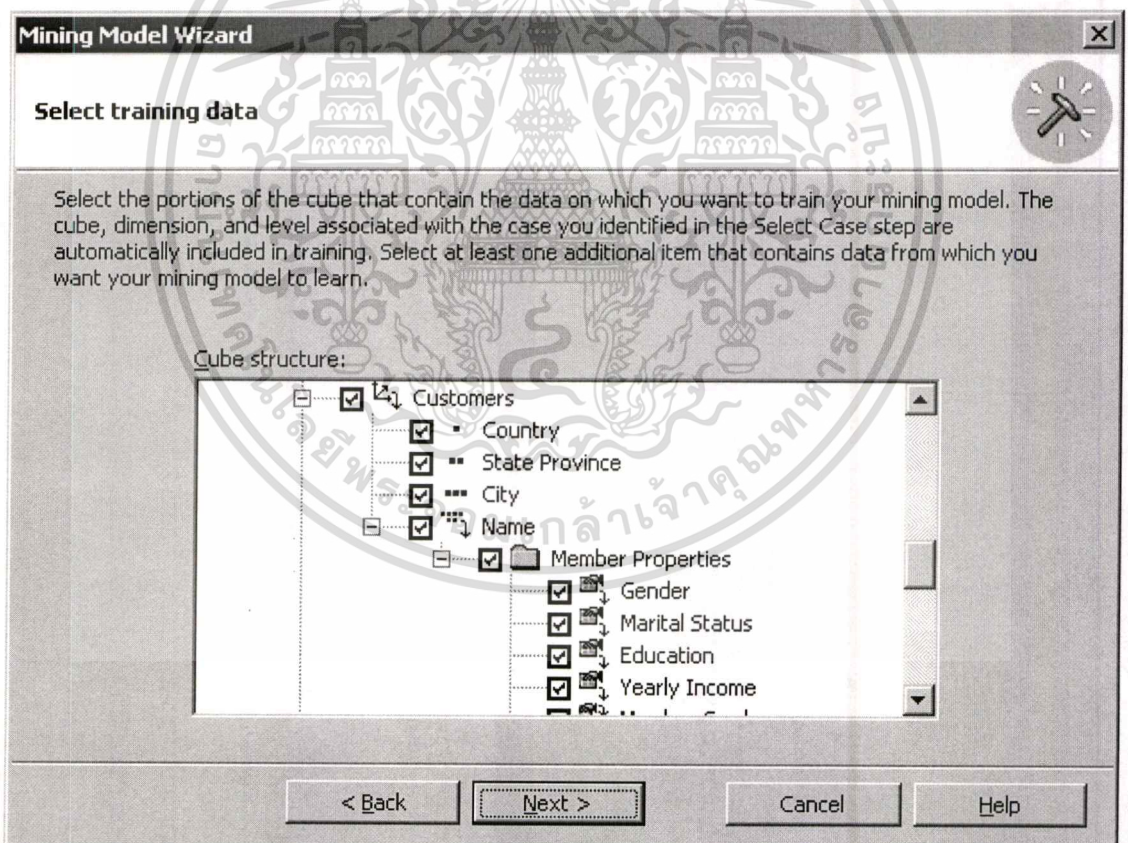 Mining Model Wizard
Select training data
Select the portions of the cube that contain the data on which you want to train your mining model. The
cube, dimension, and level associated with the case you identified in the Select Case step are
automatically included in training. Select at least one additional item that contains data from which you
want your mining model to learn.
Cube structure:
Customers
Country
State Province
City
Name
Member Properties
Gender
Marital Status
Education
Yearly Income
< Back
Next >
Cancel
Help